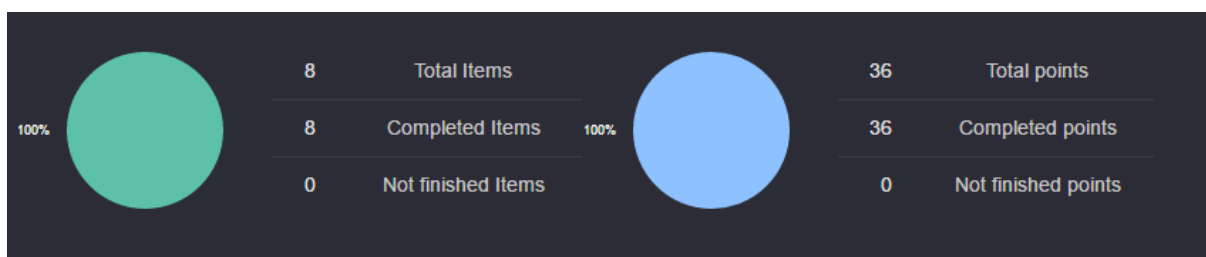 100%
8 Total Items
8 Completed Items
0 Not finished Items
100%
36 Total points
36 Completed points
0 Not finished points